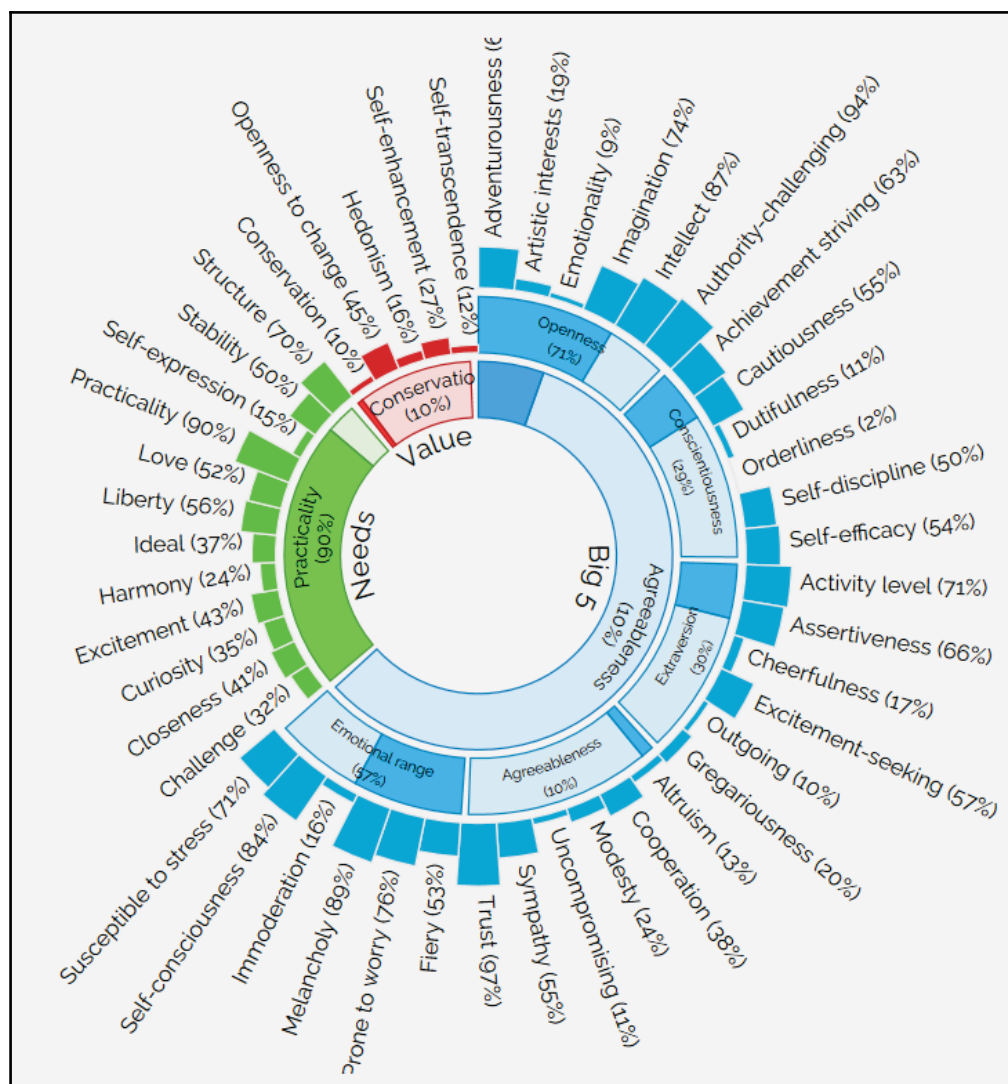 Adventurousness (6
Artistic interests (19%)
Emotionality (9%)
Imagination (74%)
Intellect (87%)
Authority-challenging (94%)
Achievement striving (63%)
Cautiousness (55%)
Dutifulness (11%)
Orderliness (2%)
Self-discipline (50%)
Self-efficacy (54%)
Activity level (71%)
Assertiveness (66%)
Cheerfulness (17%)
Excitement-seeking (57%)
Outgoing (10%)
Gregariousness (20%)
Altruism (13%)
Cooperation (38%)
Modesty (24%)
Uncompromising (11%)
Sympathy (55%)
Trust (97%)
Fiery (53%)
Prone to worry (76%)
Melancholy (89%)
Immoderation (16%)
Self-consciousness (84%)
Susceptible to stress (71%)
Challenge (32%)
Closeness (41%)
Curiosity (35%)
Excitement (43%)
Harmony (24%)
Ideal (37%)
Liberty (56%)
Love (52%)
Practicality (90%)
Self-expression (15%)
Stability (50%)
Structure (70%)
Conservation (10%)
Openness to change (45%)
Hedonism (16%)
Self-enhancement (27%)
Self-transcendence (12%)
Openness
(71%)
Conscientiousness
(29%)
Extraversion
(30%)
Agreeableness
(10%)
Emotional range
(57%)
Agreeableness
(10%)
Practicality
(90%)
Conservatio
(10%)
Big 5
Needs
Value